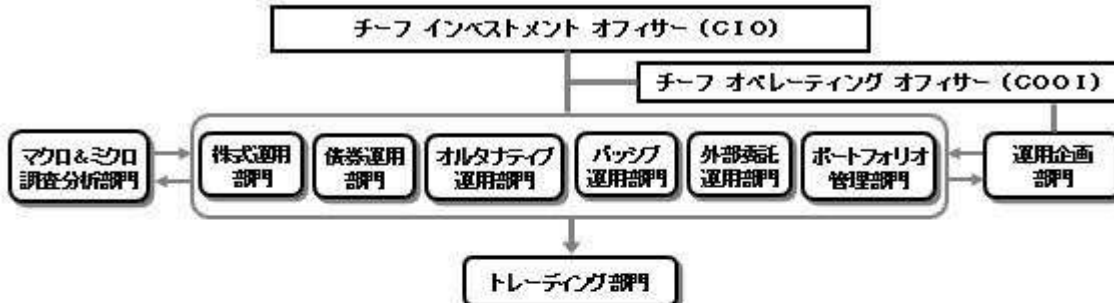 チーフ インベストメント オフィサー (CIO)
チーフ オペレーティング オフィサー (COOI)
マクロ&ミクロ
調査分析部門
株式運用
部門
債券運用
部門
オルタナティブ
運用部門
パッシブ
運用部門
外部委託
運用部門
ポートフォリオ
管理部門
運用企画
部門
トレーディング部門